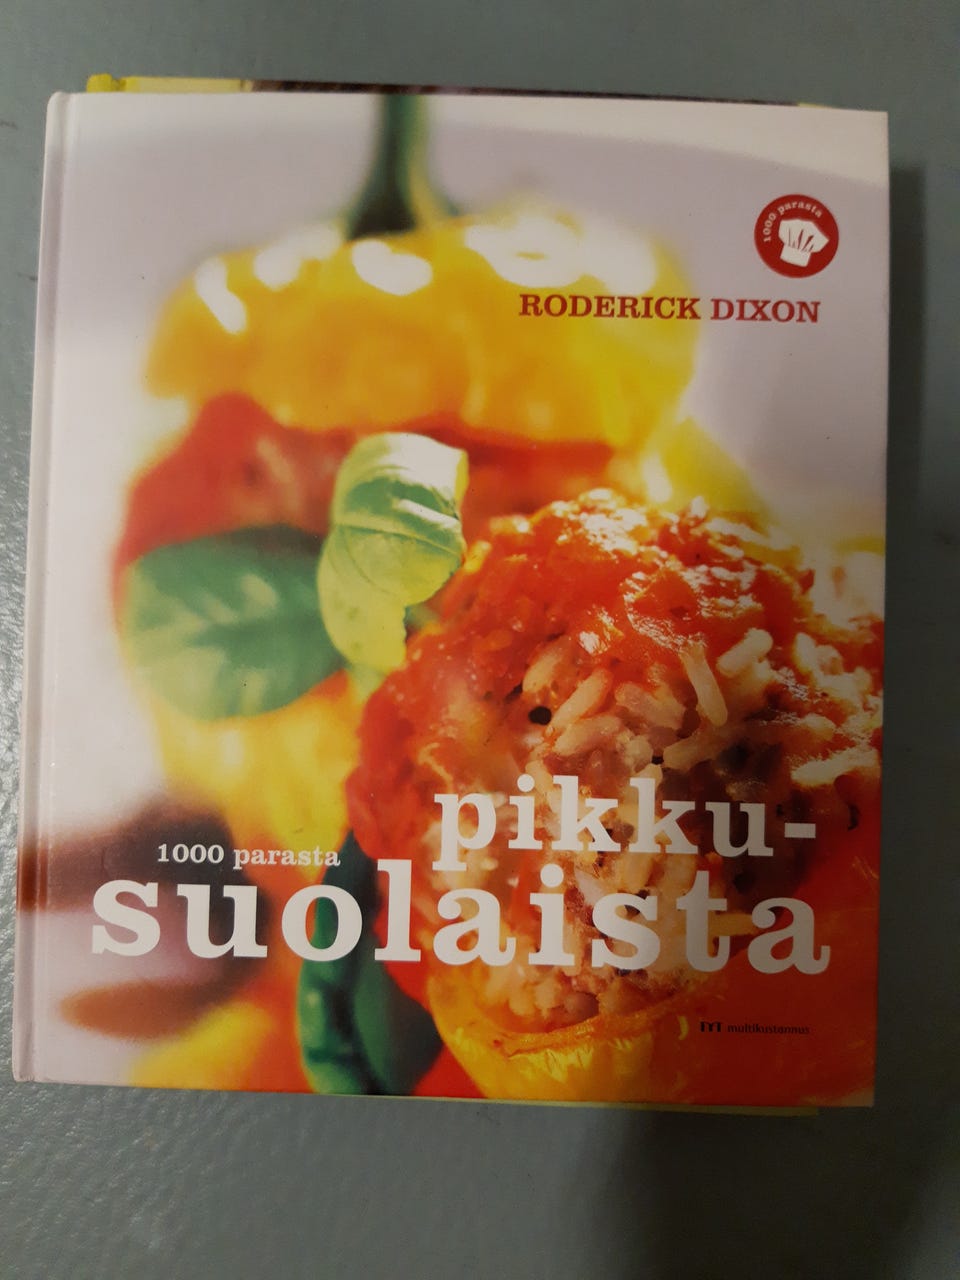 1000 parasta
RODERICK DIXON
pikku-
1000 parasta
suolaista
m multikustannus